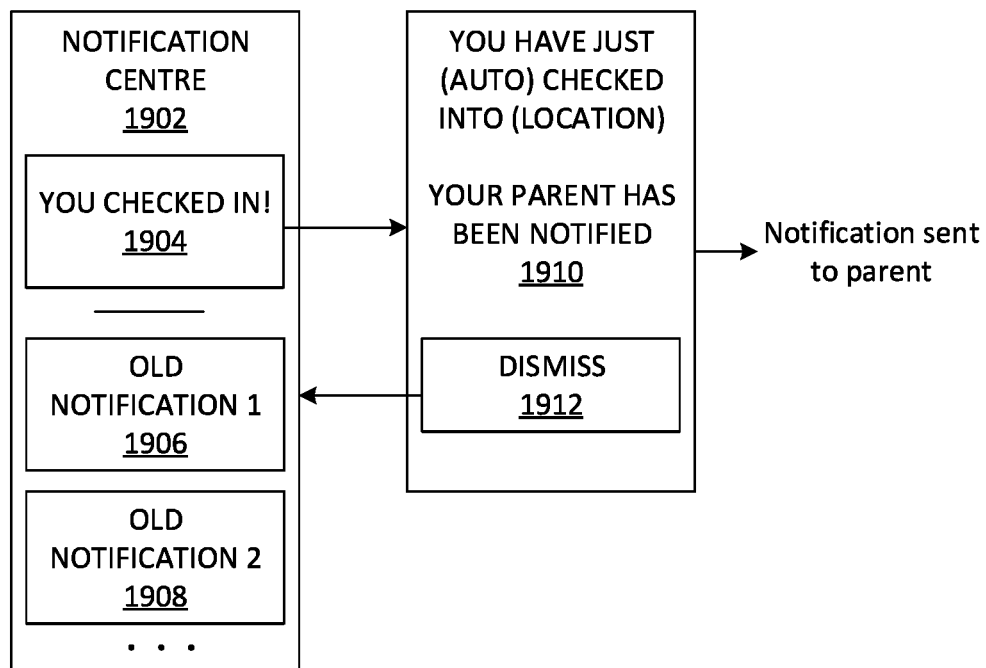 NOTIFICATION
CENTRE
1902
YOU CHECKED IN!
1904
OLD
NOTIFICATION 1
1906
OLD
NOTIFICATION 2
1908
. . .
YOU HAVE JUST
(AUTO) CHECKED
INTO (LOCATION)
YOUR PARENT HAS
BEEN NOTIFIED
1910
DISMISS
1912
Notification sent
to parent